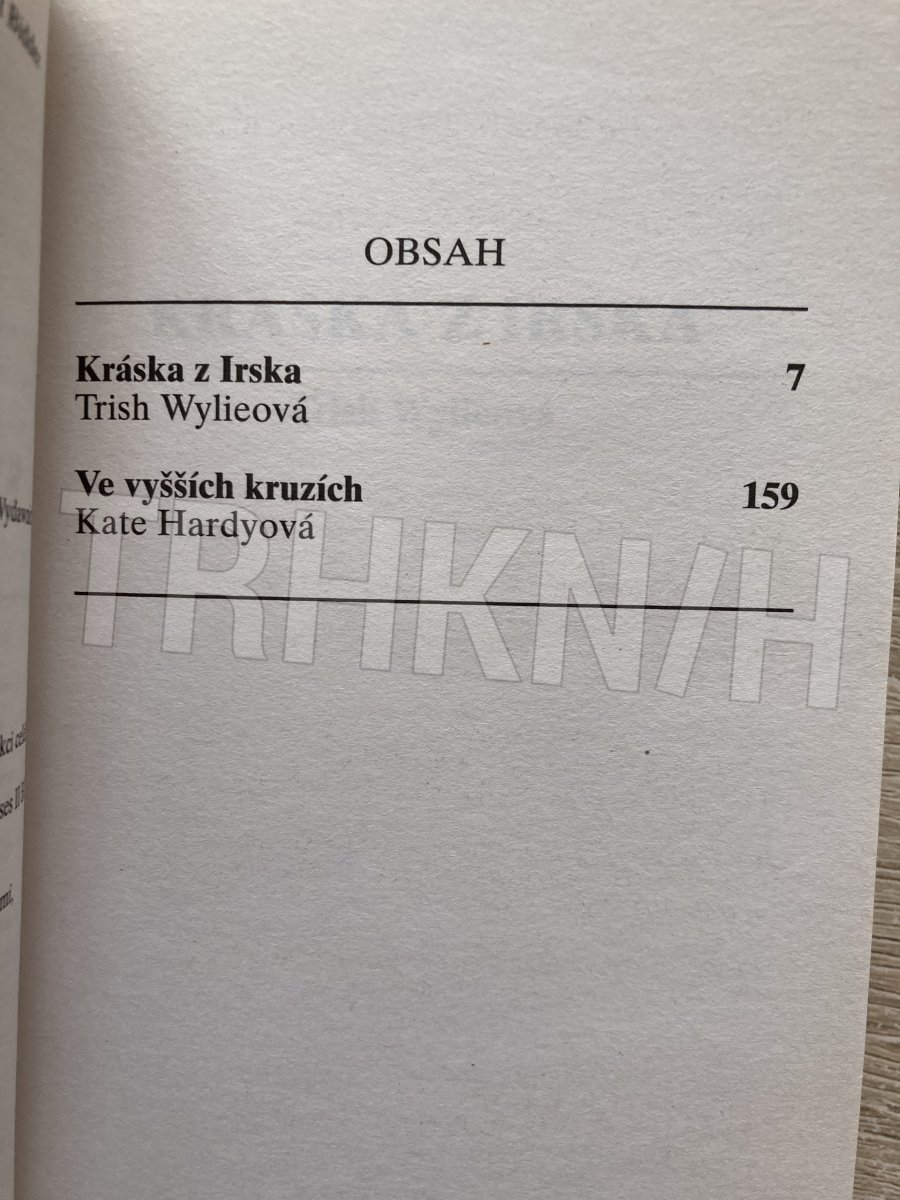 OBSAH
Kráska z Irska 7
Trish Wylieová
Ve vyšších kruzích 159
Kate Hardyová
TRHKNIH